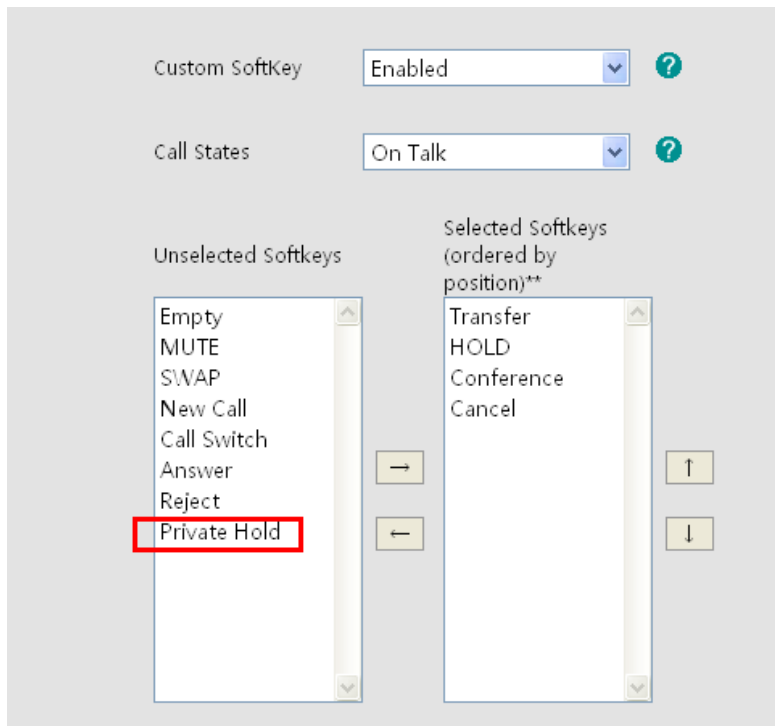 Custom SoftKey
Enabled
?
Call States
On Talk
?
Unselected Softkeys
Selected Softkeys
(ordered by
position)**
Empty
MUTE
SWAP
New Call
Call Switch
Answer
Reject
Private Hold
Transfer
HOLD
Conference
Cancel
→
←
↑
↓